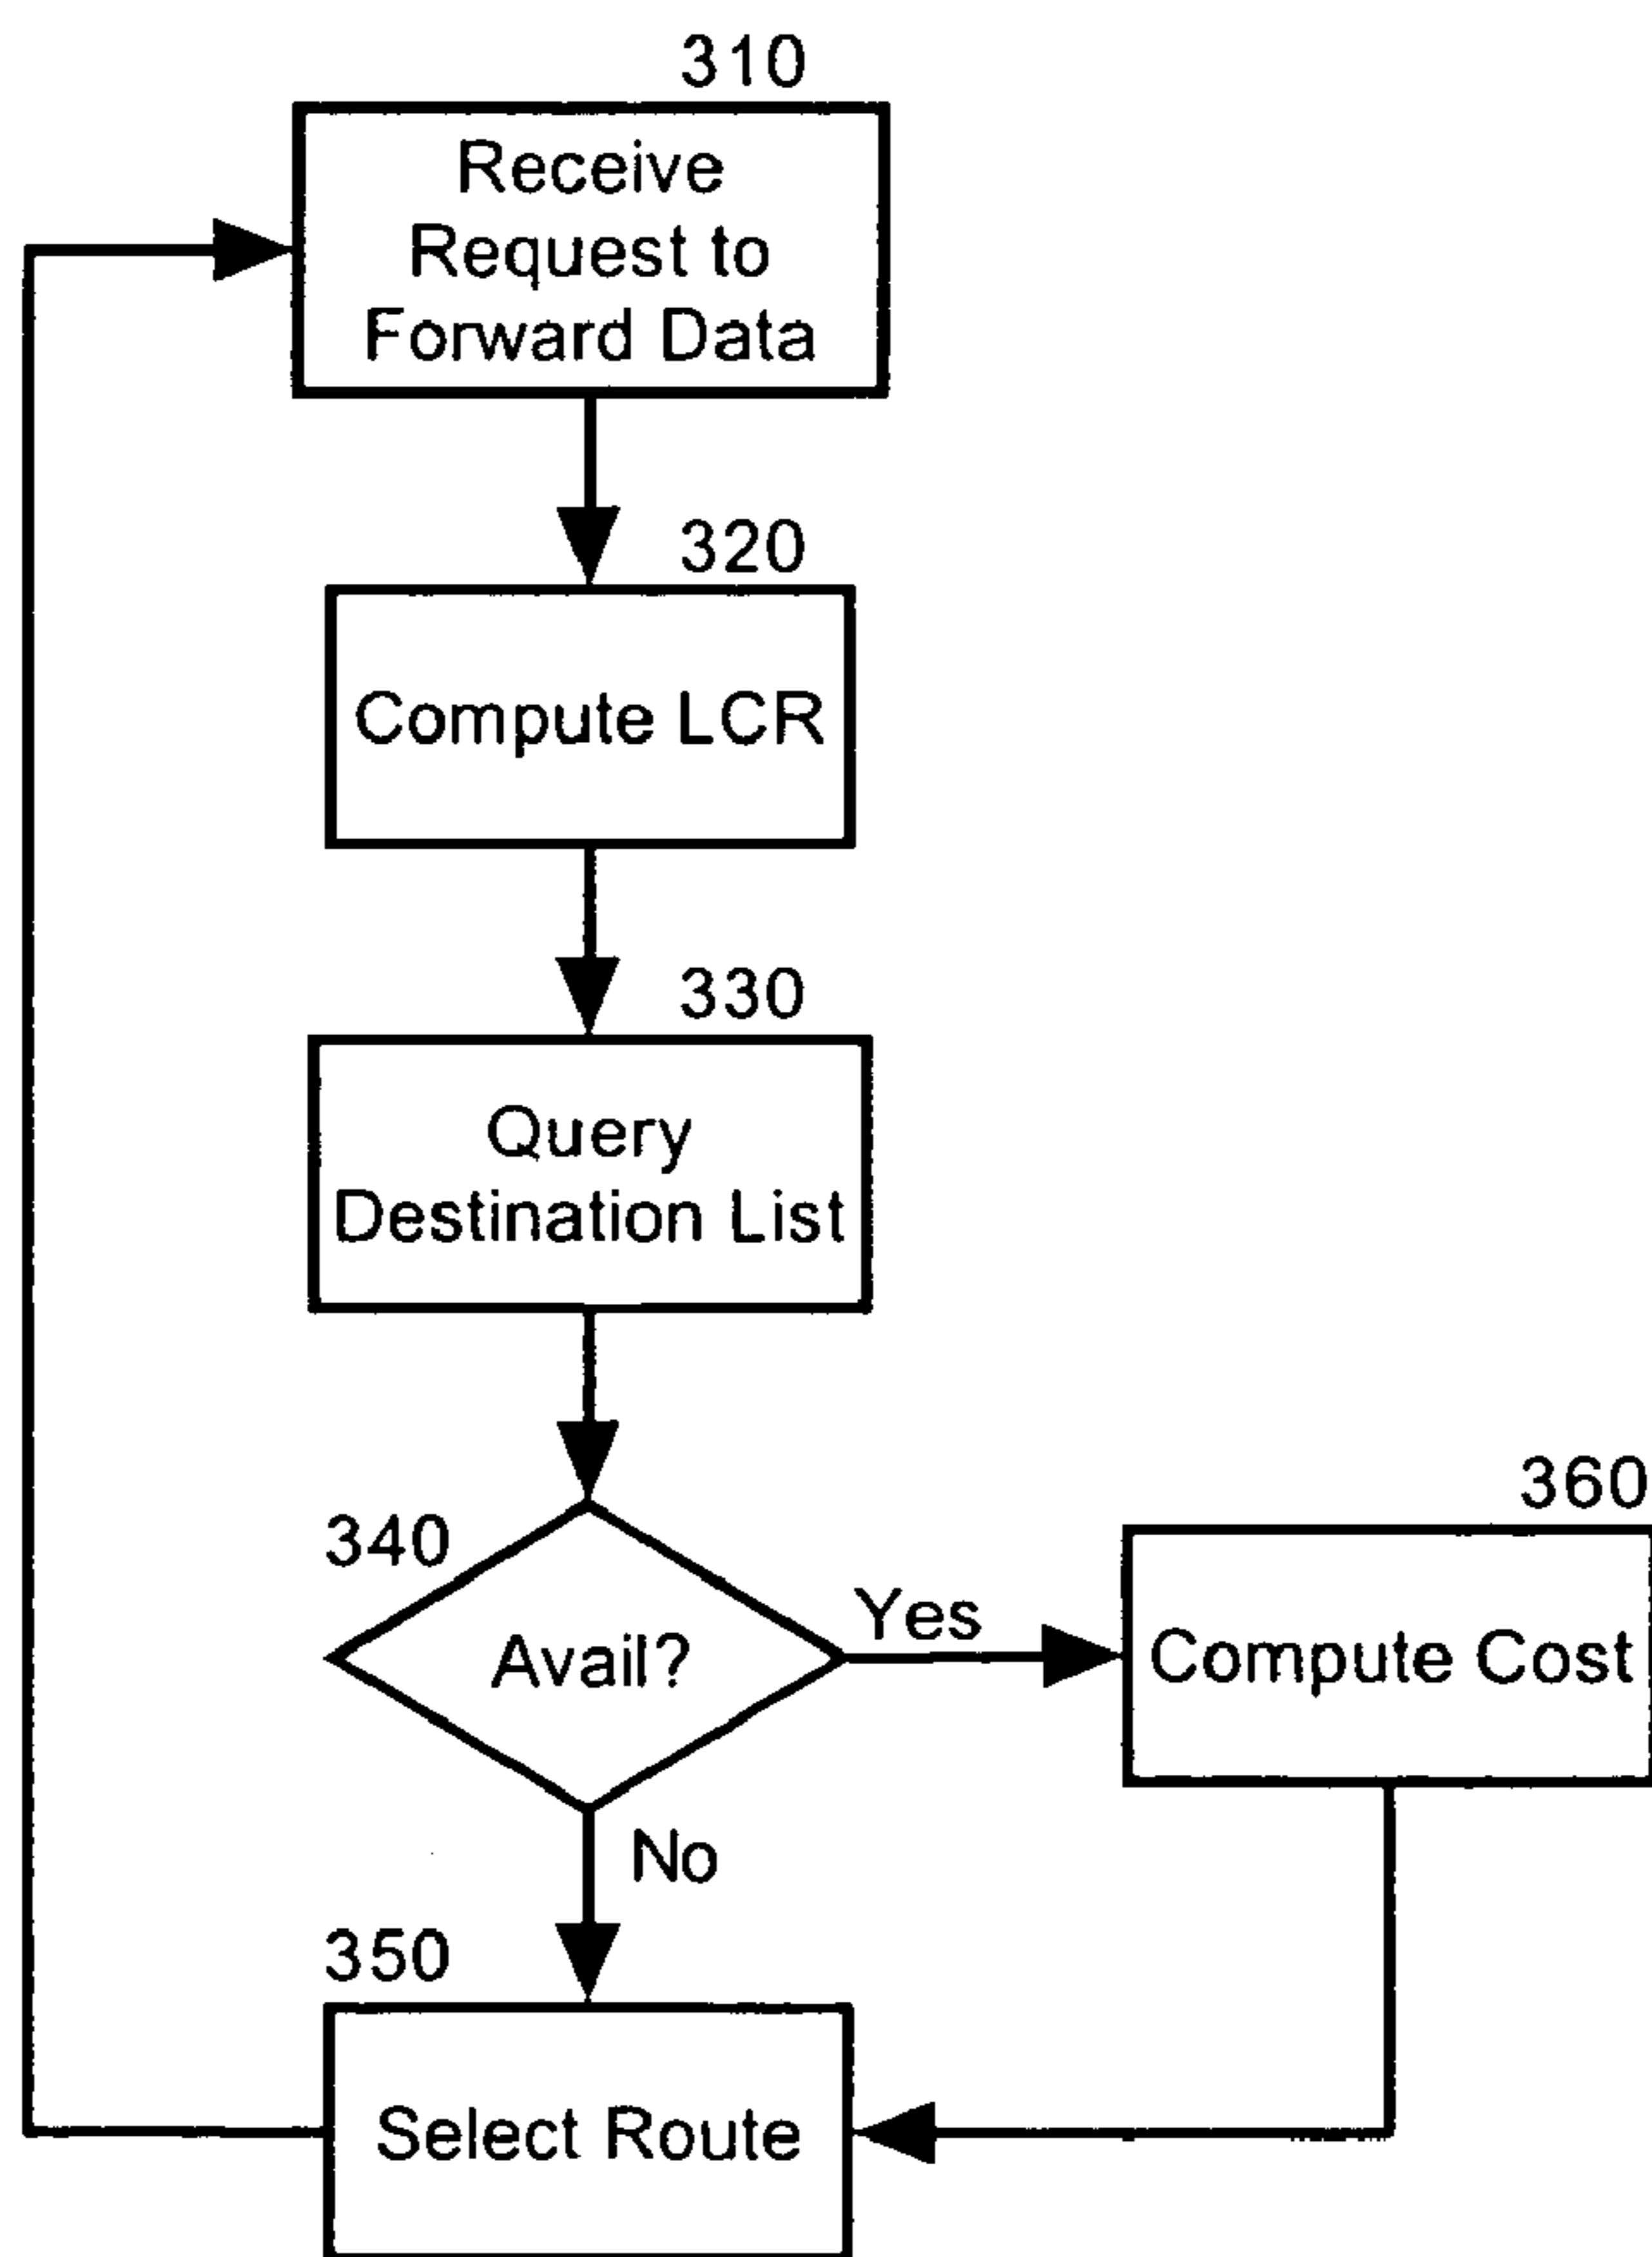 310
Receive
Request to
Forward Data
320
Compute LCR
330
Query
Destination List
340
Avail?
Yes
360
Compute Cost
No
350
Select Route